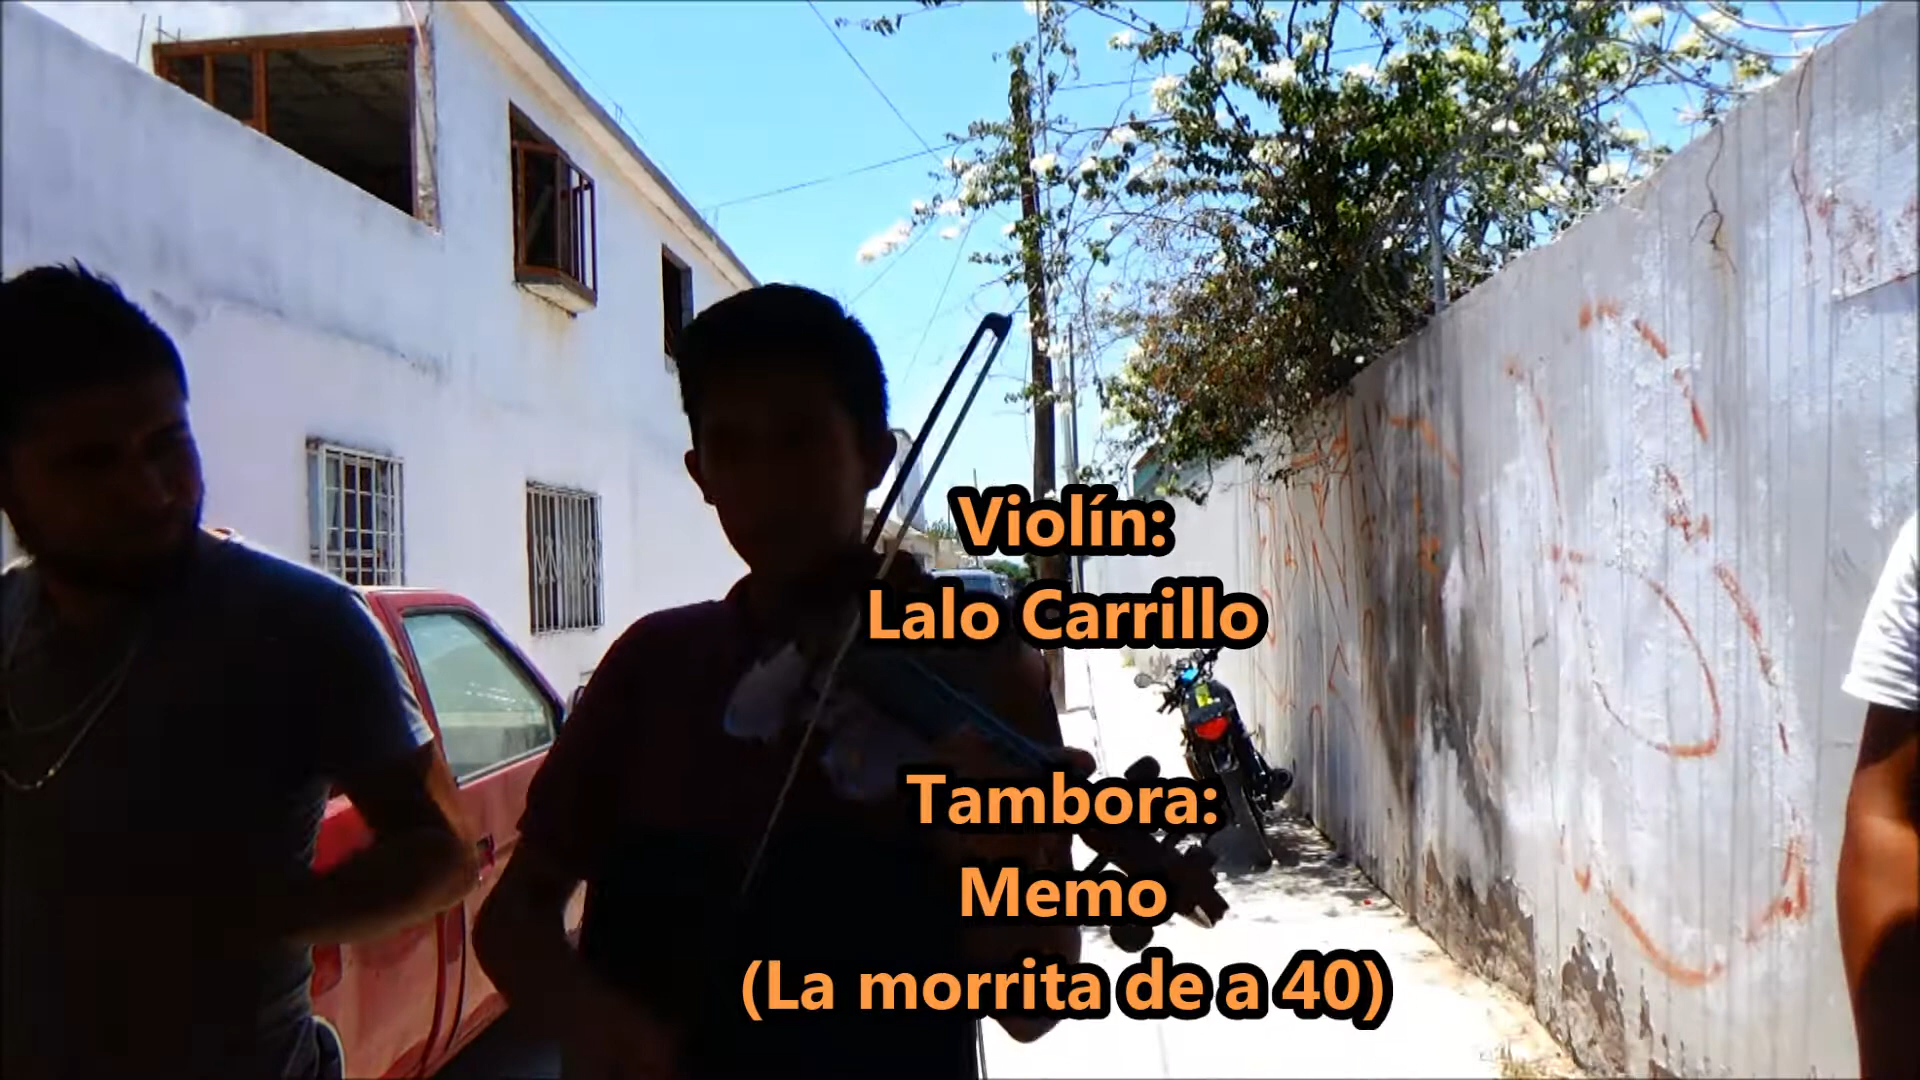 Violín:
Lalo Carrillo
Tambora:
Memo
(La morrita de a 40)